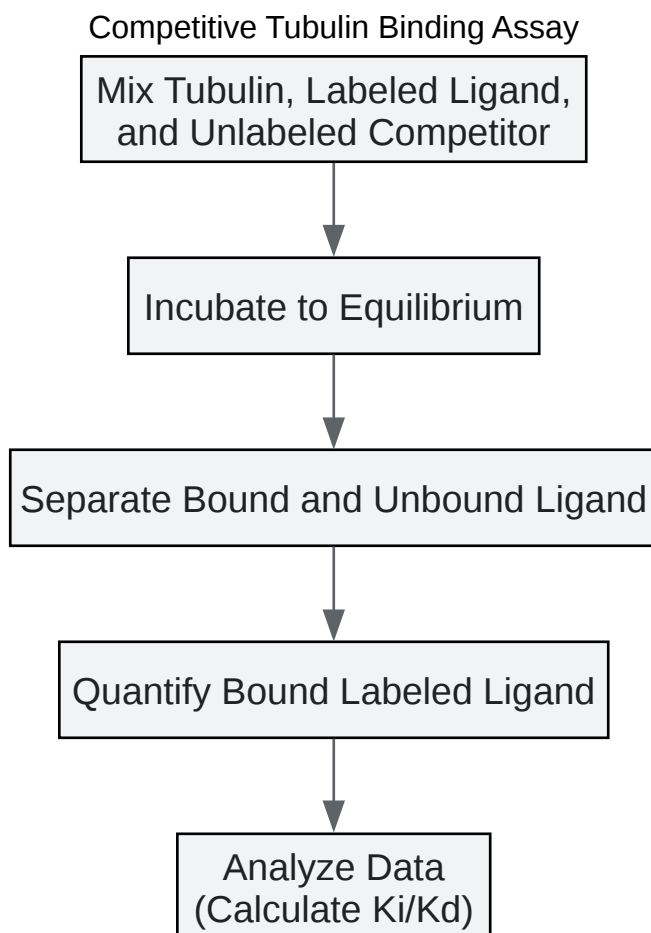 Competitive Tubulin Binding Assay
Mix Tubulin, Labeled Ligand,
and Unlabeled Competitor
Incubate to Equilibrium
Separate Bound and Unbound Ligand
Quantify Bound Labeled Ligand
Analyze Data
(Calculate Ki/Kd)